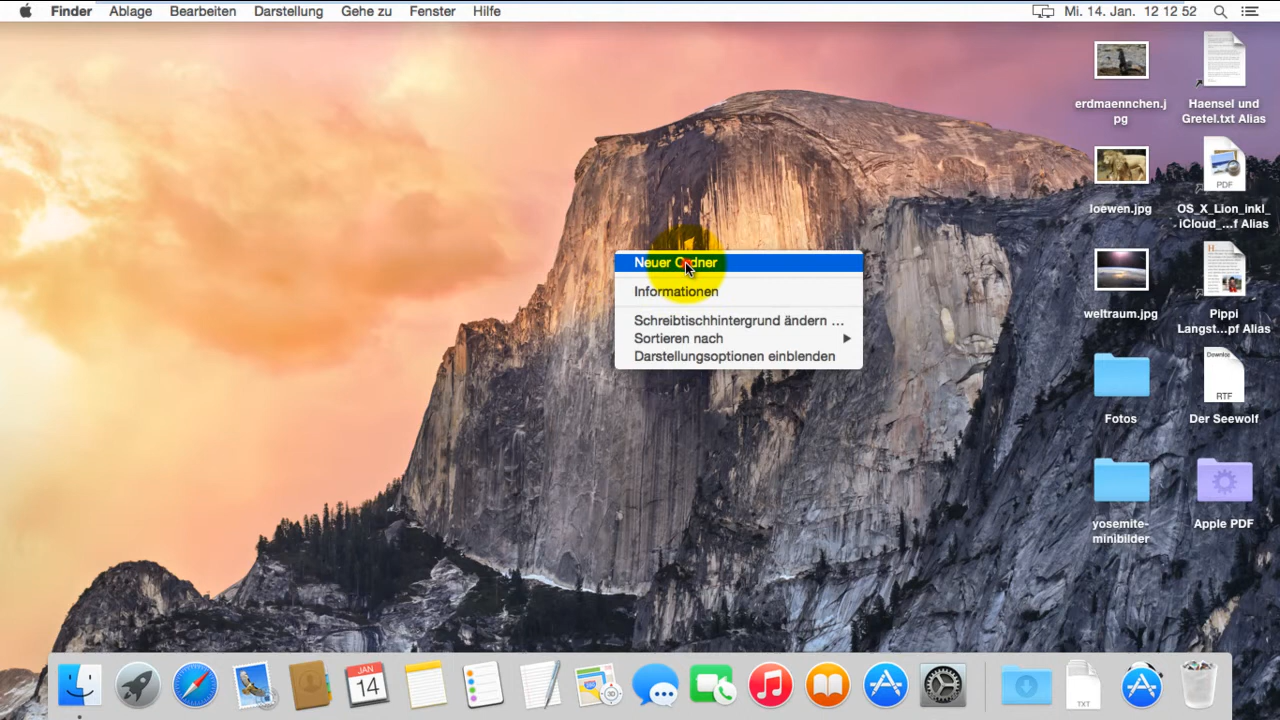 Finder Ablage Bearbeiten Darstellung Gehe zu Fenster Hilfe Mi. 14. Jan. 12 12 52
erdmaennchen.j
pg
Haensel und
Gretel.txt Alias
PDF
loewen.jpg
OS_X_Lion_inkl_
iCloud_...f Alias
Neuer Ordner
Informationen
Schreibtischhintergrund ändern ...
Sortieren nach
Darstellungsoptionen einblenden
weltraum.jpg
Pippi
Langst...pf Alias
Downloa
RTF
Fotos
Der Seewolf
yosemite-
minibilder
Apple PDF
JAN
14
TXT